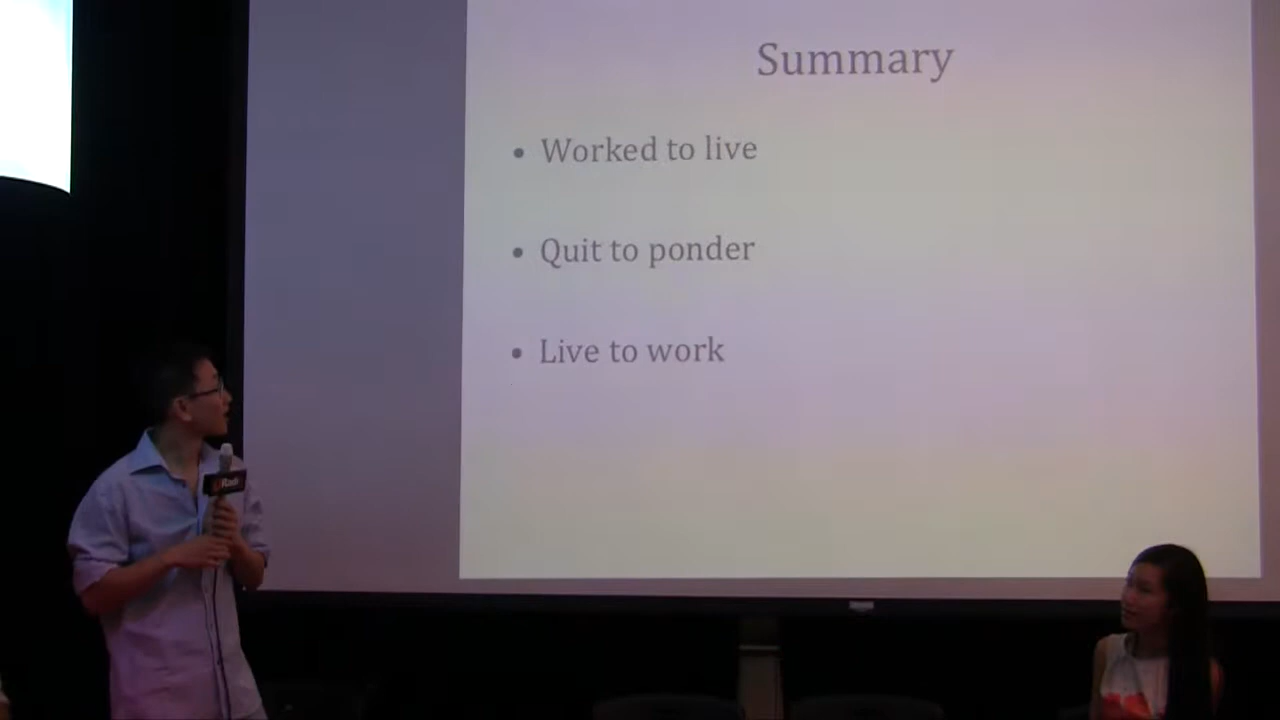 Summary
• Worked to live
• Quit to ponder
• Live to work